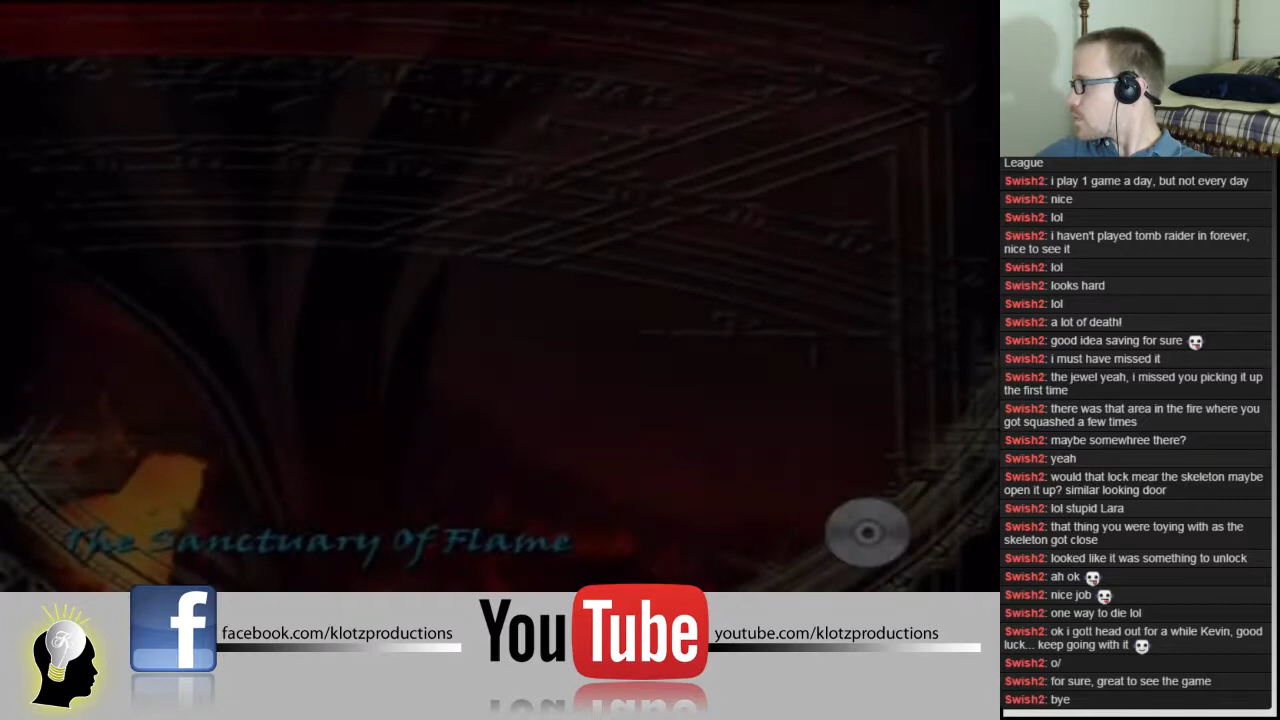 League
Swish2: i play 1 game a day, but not every day
Swish2: nice
Swish2: lol
Swish2: i haven't played tomb raider in forever,
nice to see it
Swish2: lol
Swish2: looks hard
Swish2: lol
Swish2: a lot of death!
Swish2: good idea saving for sure
Swish2: i must have missed it
Swish2: the jewel yeah, i missed you picking it up
the first time
Swish2: there was that area in the fire where you
got squashed a few times
Swish2: maybe somewhree there?
Swish2: yeah
Swish2: would that lock mear the skeleton maybe
open it up? similar looking door
Swish2: lol stupid Lara
Swish2: that thing you were toying with as the
skeleton got close
Swish2: looked like it was something to unlock
Swish2: ah ok
Swish2: nice job
Swish2: one way to die lol
Swish2: ok i gott head out for a while Kevin, good
luck... keep going with it
Swish2: o/
Swish2: for sure, great to see the game
Swish2: bye
The Sanctuary Of Flame
f
facebook.com/klotzproductions
YouTube
youtube.com/klotzproductions